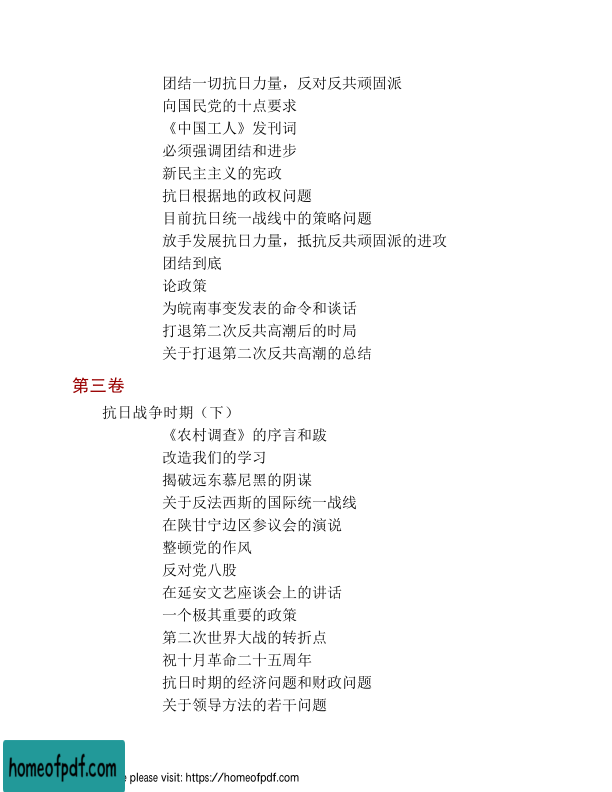 团结一切抗日力量，反对反共顽固派
向国民党的十点要求
《中国工人》发刊词
必须强调团结和进步
新民主主义的宪政
抗日根据地的政权问题
目前抗日统一战线中的策略问题
放手发展抗日力量，抵抗反共顽固派的进攻
团结到底
论政策
为皖南事变发表的命令和谈话
打退第二次反共高潮后的时局
关于打退第二次反共高潮的总结
第三卷
抗日战争时期（下）
《农村调查》的序言和跋
改造我们的学习
揭破远东慕尼黑的阴谋
关于反法西斯的国际统一战线
在陕甘宁边区参议会的演说
整顿党的作风
反对党八股
在延安文艺座谈会上的讲话
一个极其重要的政策
第二次世界大战的转折点
祝十月革命二十五周年
抗日时期的经济问题和财政问题
关于领导方法的若干问题
homeofpdf.com
please visit: https://homeofpdf.com